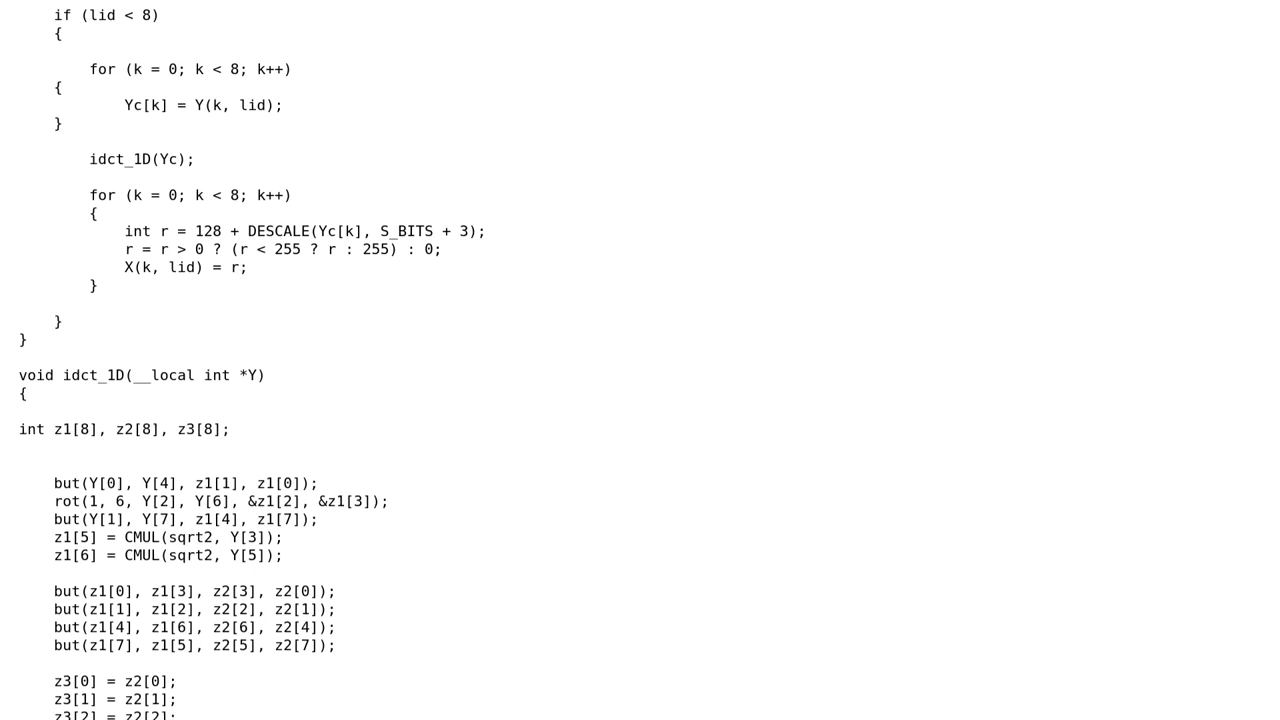 if (lid < 8)
    {
        for (k = 0; k < 8; k++)
    {
            Yc[k] = Y(k, lid);
    }
        idct_1D(Yc);
        for (k = 0; k < 8; k++)
        {
            int r = 128 + DESCALE(Yc[k], S_BITS + 3);
            r = r > 0 ? (r < 255 ? r : 255) : 0;
            X(k, lid) = r;
        }
    }
}
void idct_1D(__local int *Y)
{
int z1[8], z2[8], z3[8];
    but(Y[0], Y[4], z1[1], z1[0]);
    rot(1, 6, Y[2], Y[6], &z1[2], &z1[3]);
    but(Y[1], Y[7], z1[4], z1[7]);
    z1[5] = CMUL(sqrt2, Y[3]);
    z1[6] = CMUL(sqrt2, Y[5]);
    but(z1[0], z1[3], z2[3], z2[0]);
    but(z1[1], z1[2], z2[2], z2[1]);
    but(z1[4], z1[6], z2[6], z2[4]);
    but(z1[7], z1[5], z2[5], z2[7]);
    z3[0] = z2[0];
    z3[1] = z2[1];
    z3[2] = z2[2];